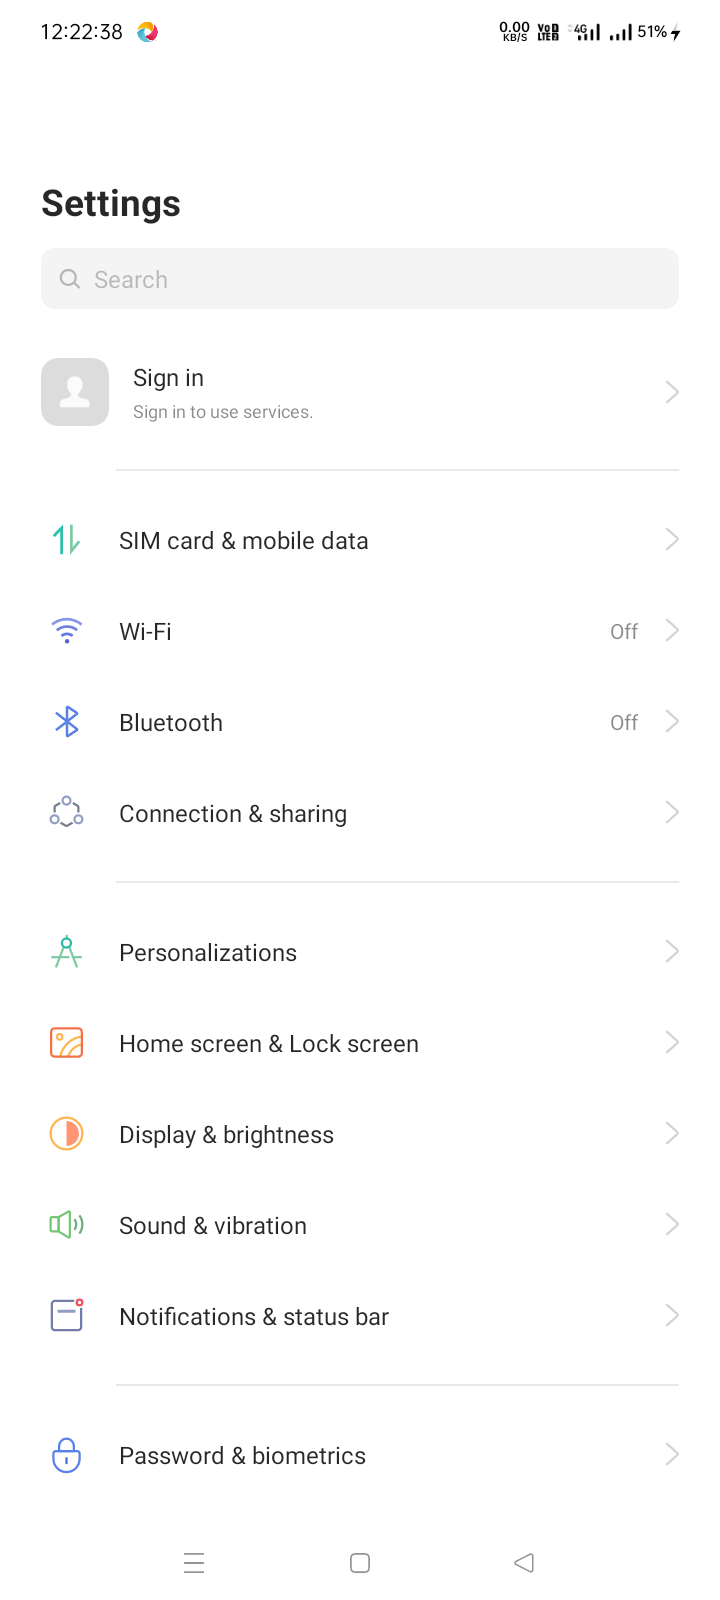 12:22:38 0.00 KB/S VoD LTE2 4G 51%
Settings
Search
Sign in
Sign in to use services.
SIM card & mobile data
Wi-Fi Off
Bluetooth Off
Connection & sharing
Personalizations
Home screen & Lock screen
Display & brightness
Sound & vibration
Notifications & status bar
Password & biometrics